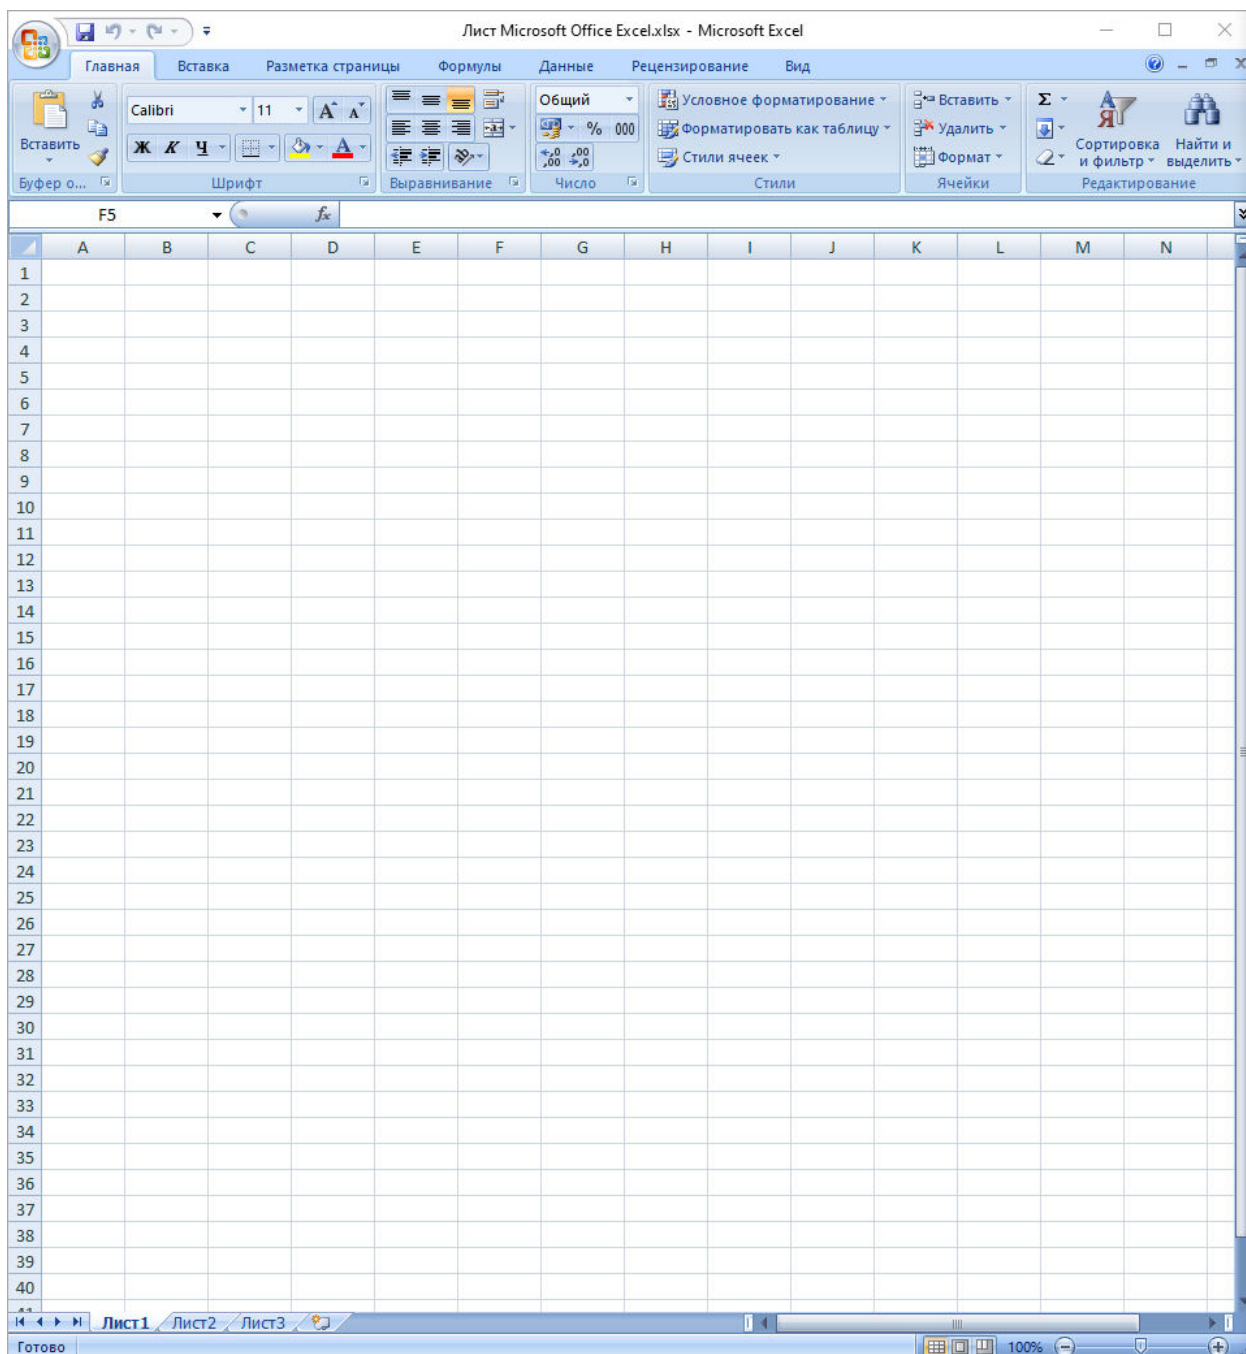 Лист Microsoft Office Excel.xlsx - Microsoft Excel
Главная Вставка Разметка страницы Формулы Данные Рецензирование Вид
Вставить
Calibri 11 А А
Ж К Ч А
Общий
% 000
,00 ,00
,00 ,0
Условное форматирование
Форматировать как таблицу
Стили ячеек
Вставить
Удалить
Формат
Σ
Сортировка и фильтр
Найти и выделить
Буфер о... Шрифт Выравнивание Число Стили Ячейки Редактирование
F5 fx
A B C D E F G H I J K L M N
1
2
3
4
5
6
7
8
9
10
11
12
13
14
15
16
17
18
19
20
21
22
23
24
25
26
27
28
29
30
31
32
33
34
35
36
37
38
39
40
Лист1 Лист2 Лист3
Готово 100%